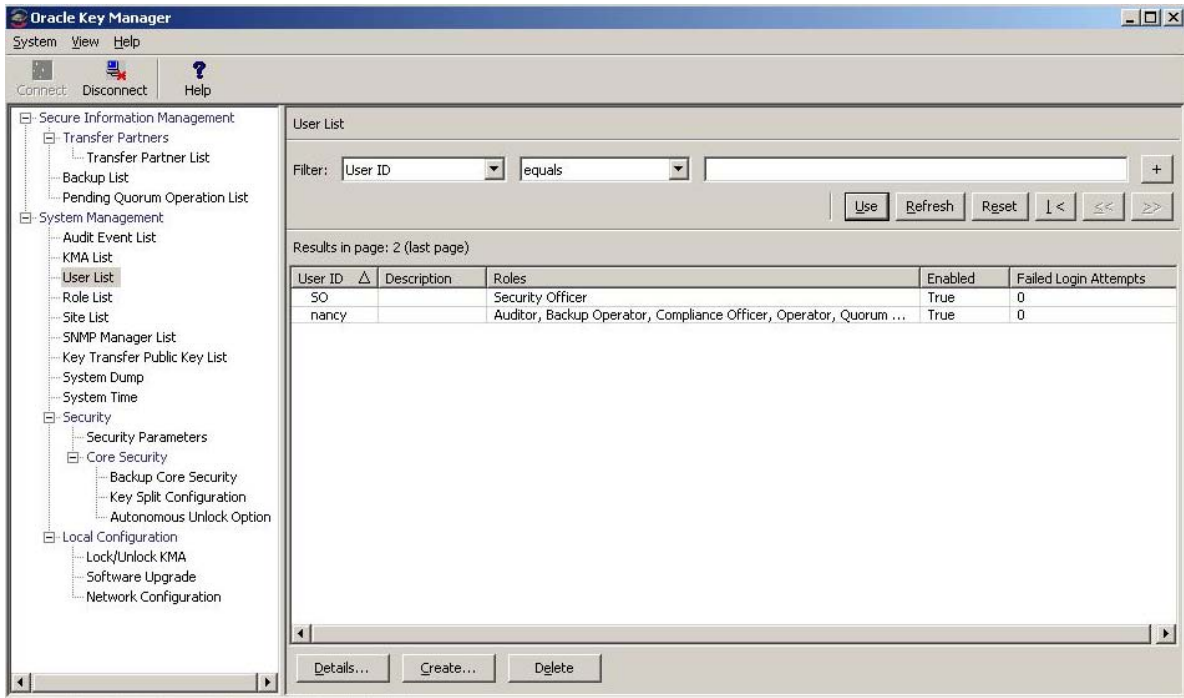 Oracle Key Manager
System View Help
Connect Disconnect Help
Secure Information Management
Transfer Partners
Transfer Partner List
Backup List
Pending Quorum Operation List
System Management
Audit Event List
KMA List
User List
Role List
Site List
SNMP Manager List
Key Transfer Public Key List
System Dump
System Time
Security
Security Parameters
Core Security
Backup Core Security
Key Split Configuration
Autonomous Unlock Option
Local Configuration
Lock/Unlock KMA
Software Upgrade
Network Configuration
User List
Filter: User ID equals +
Use Refresh Reset |< << >>
Results in page: 2 (last page)
User ID Description Roles Enabled Failed Login Attempts
SO Security Officer True 0
nancy Auditor, Backup Operator, Compliance Officer, Operator, Quorum ... True 0
Details... Create... Delete